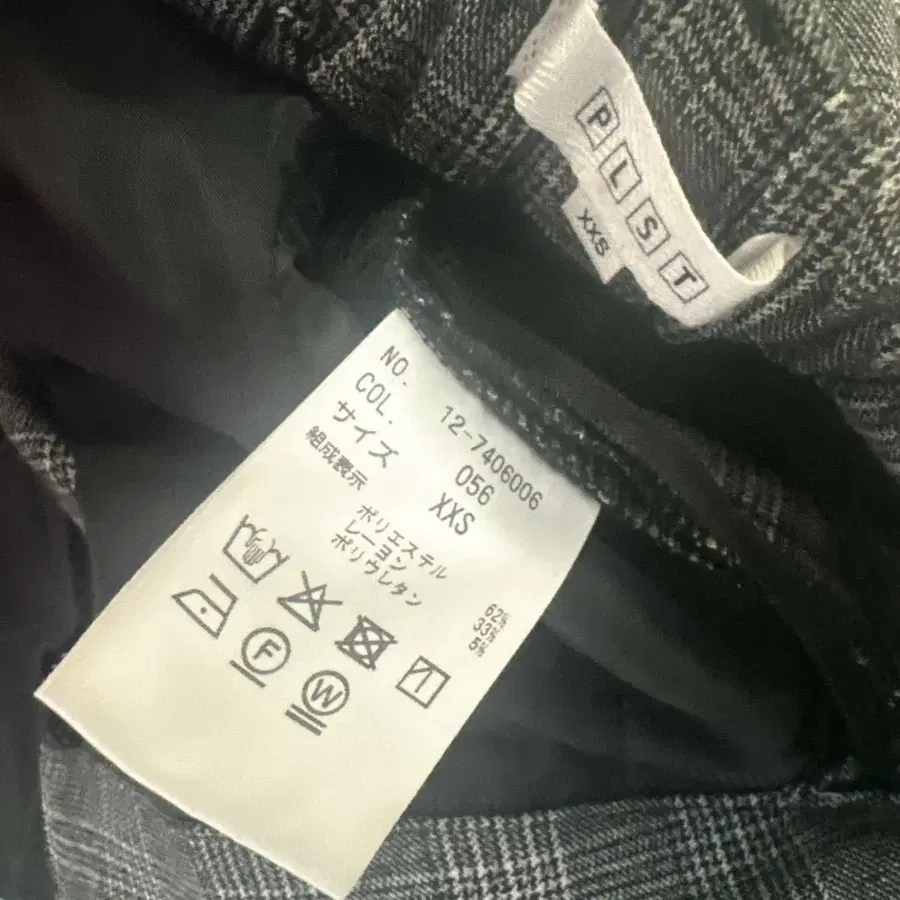 PLST
XXS
NO. 12-7406006
COL. 056
サイズ XXS
組成表示
ポリエステル 62%
レーヨン 33%
ポリウレタン 5%
F
W